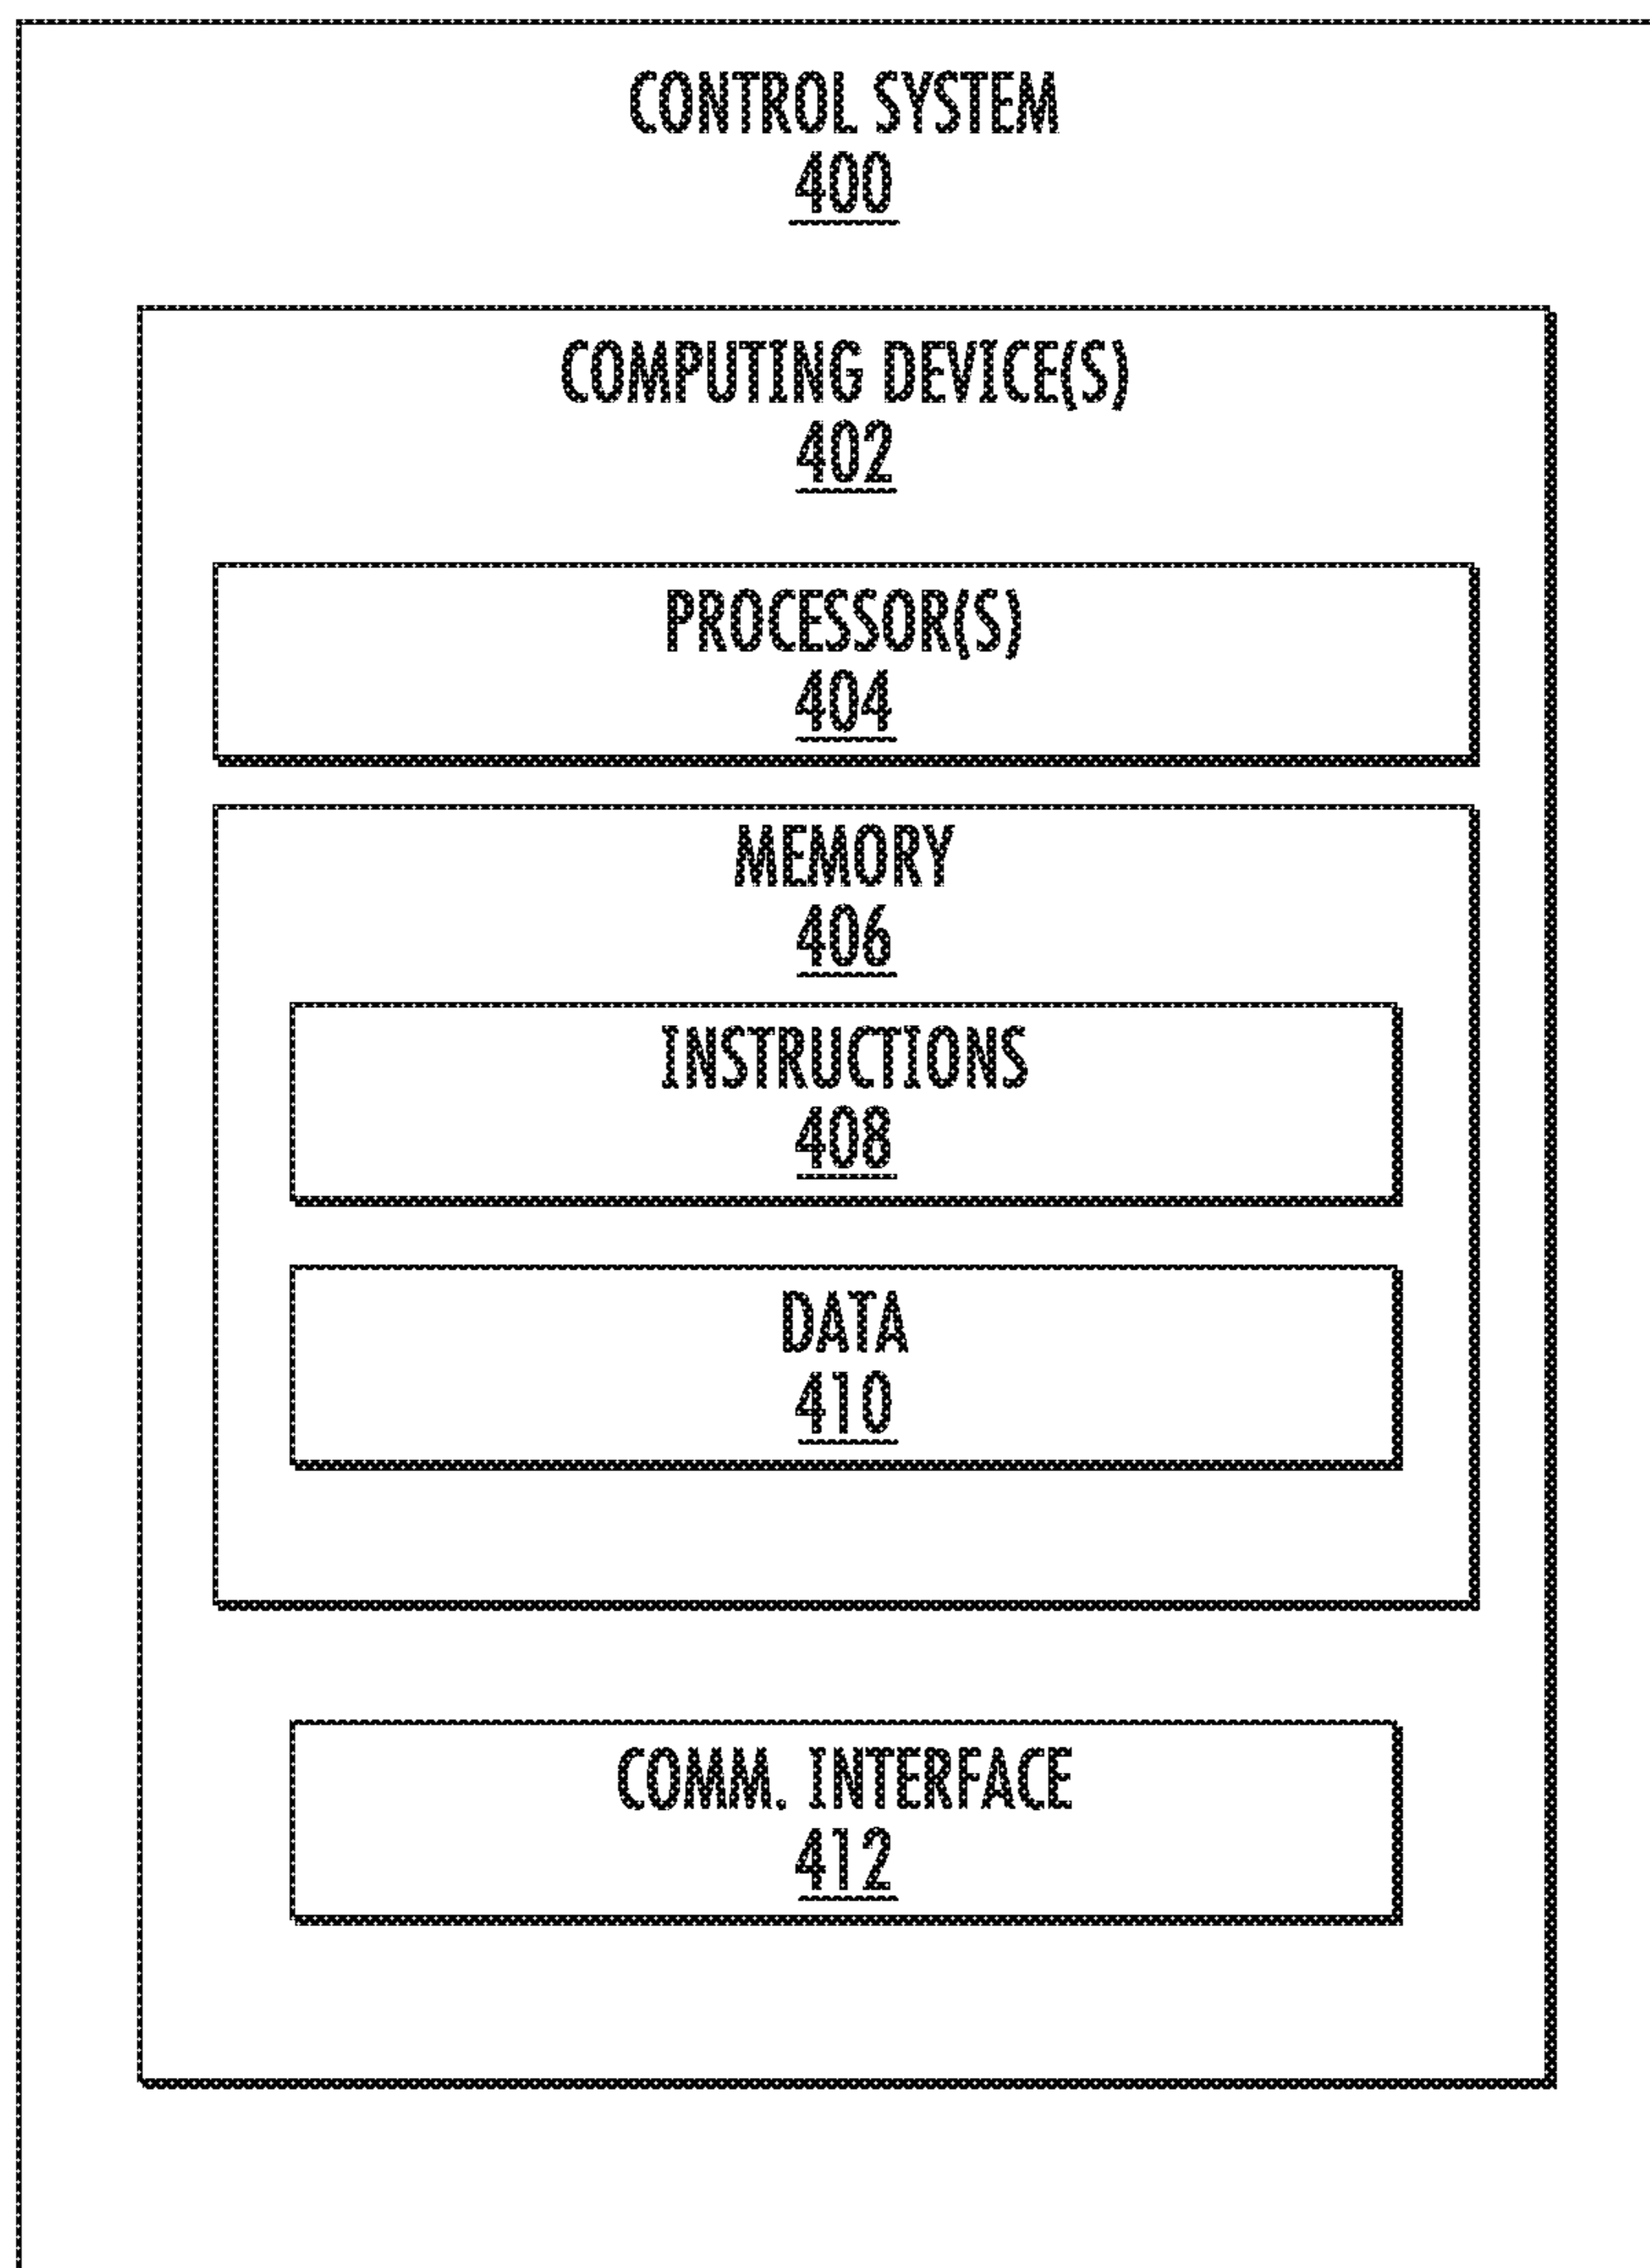 CONTROL SYSTEM
400
COMPUTING DEVICE(S)
402
PROCESSOR(S)
404
MEMORY
406
INSTRUCTIONS
408
DATA
410
COMM. INTERFACE
412